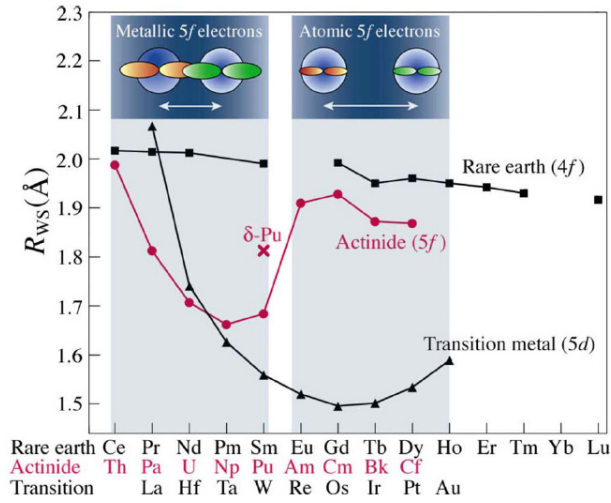 Metallic 5f electrons
Atomic 5f electrons
R_WS(Å)
2.3
2.2
2.1
2.0
1.9
1.8
1.7
1.6
1.5
Rare earth (4f)
δ-Pu
Actinide (5f)
Transition metal (5d)
Rare earth Ce Pr Nd Pm Sm Eu Gd Tb Dy Ho Er Tm Yb Lu
Actinide Th Pa U Np Pu Am Cm Bk Cf
Transition La Hf Ta W Re Os Ir Pt Au